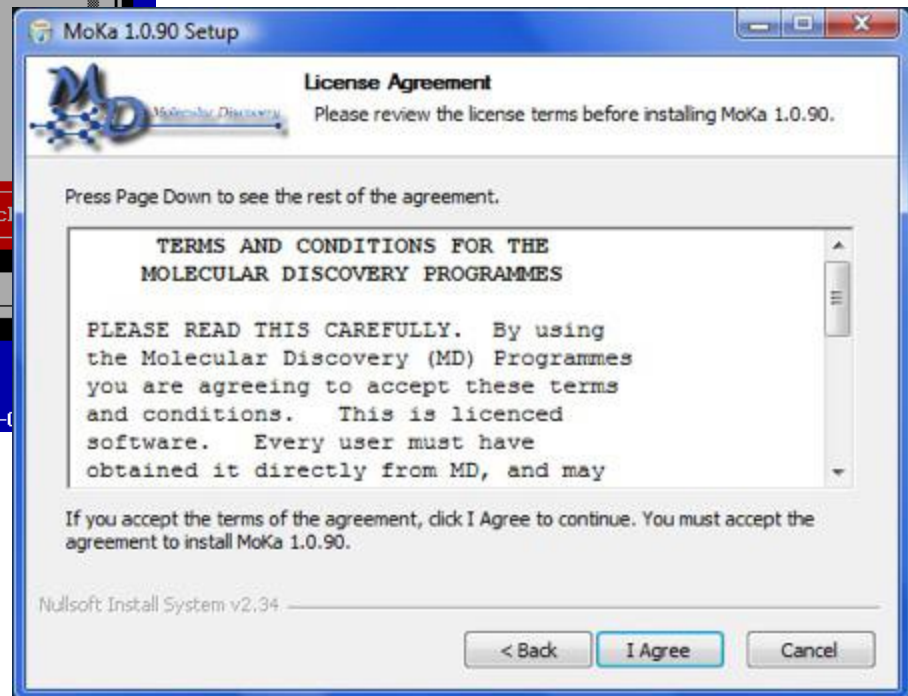 MoKa 1.0.90 Setup
License Agreement
Please review the license terms before installing MoKa 1.0.90.
MD Molecular Discovery
Press Page Down to see the rest of the agreement.
TERMS AND CONDITIONS FOR THE
MOLECULAR DISCOVERY PROGRAMMES
PLEASE READ THIS CAREFULLY. By using
the Molecular Discovery (MD) Programmes
you are agreeing to accept these terms
and conditions. This is licenced
software. Every user must have
obtained it directly from MD, and may
If you accept the terms of the agreement, click I Agree to continue. You must accept the
agreement to install MoKa 1.0.90.
Nullsoft Install System v2.34
< Back I Agree Cancel